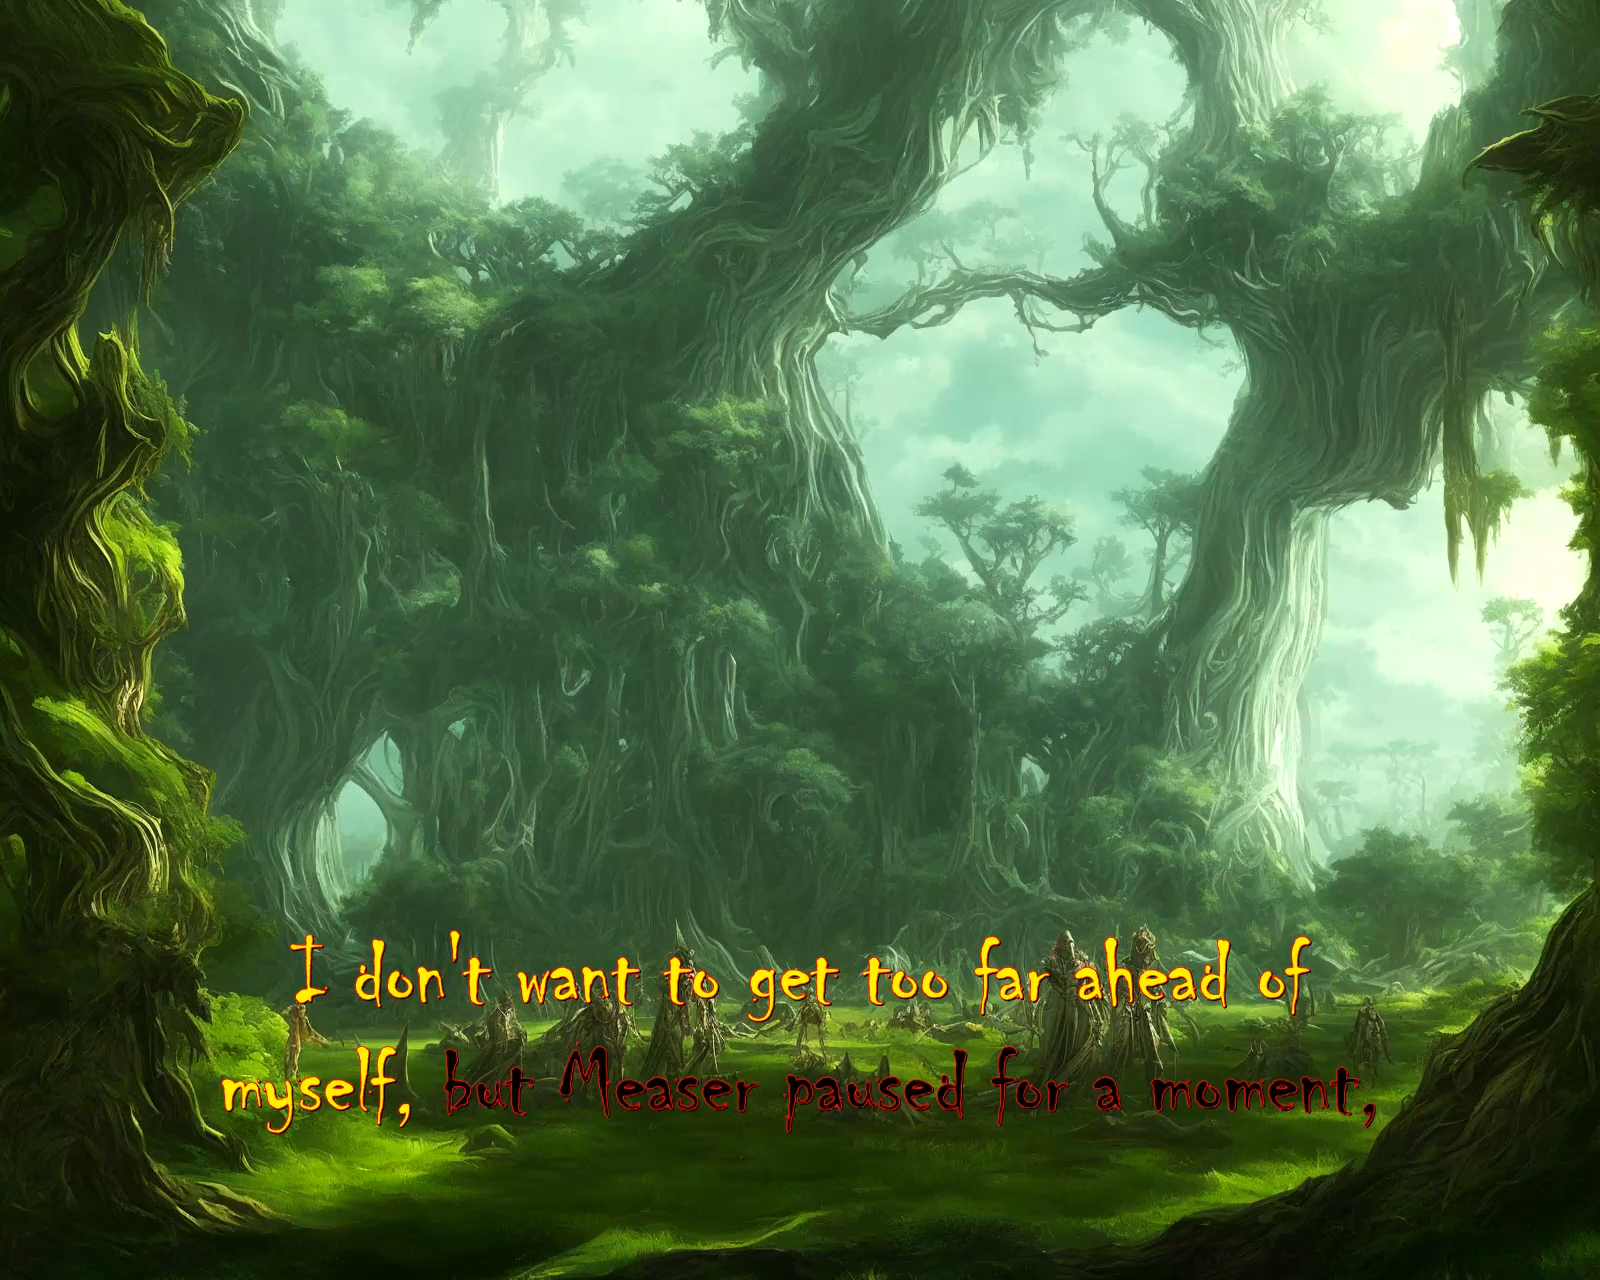 I don't want to get too far ahead of
myself, but Measer paused for a moment,